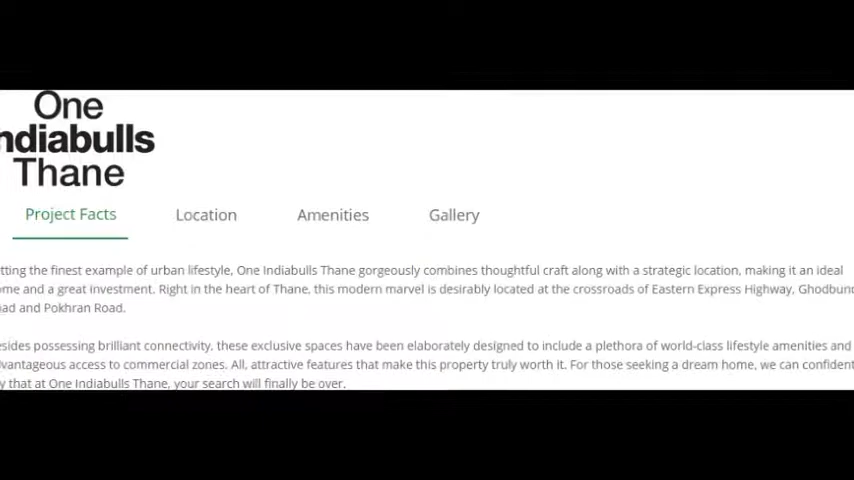 One
ndiabulls
Thane
Project Facts Location Amenities Gallery
tting the finest example of urban lifestyle, One Indiabulls Thane gorgeously combines thoughtful craft along with a strategic location, making it an ideal
ome and a great investment. Right in the heart of Thane, this modern marvel is desirably located at the crossroads of Eastern Express Highway, Ghodbun
ad and Pokhran Road.
esides possessing brilliant connectivity, these exclusive spaces have been elaborately designed to include a plethora of world-class lifestyle amenities and
vantageous access to commercial zones. All, attractive features that make this property truly worth it. For those seeking a dream home, we can confident
y that at One Indiabulls Thane, your search will finally be over.